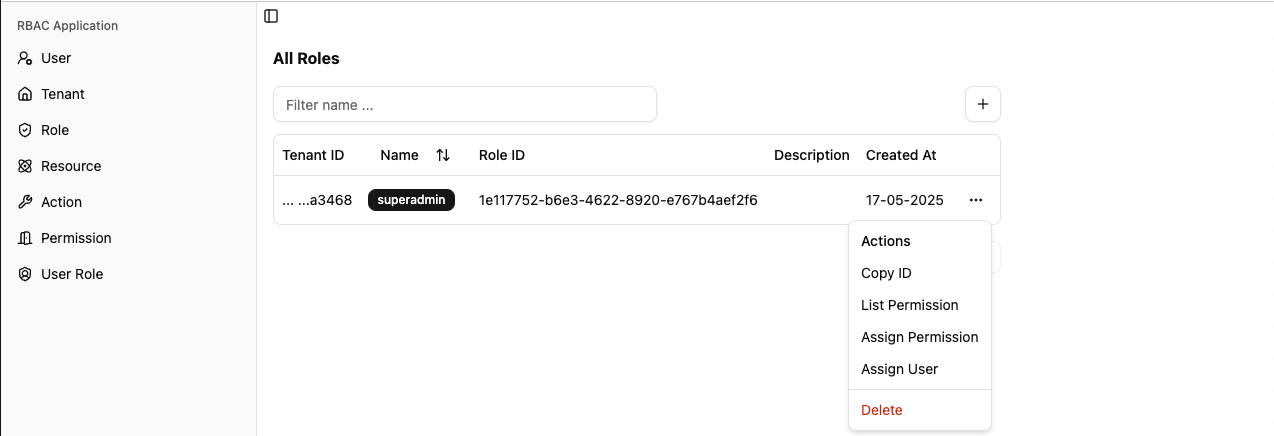 RBAC Application
User
Tenant
Role
Resource
Action
Permission
User Role
All Roles
Filter name ...
Tenant ID Name Role ID Description Created At
... ...a3468 superadmin 1e117752-b6e3-4622-8920-e767b4aef2f6 17-05-2025
Actions
Copy ID
List Permission
Assign Permission
Assign User
Delete